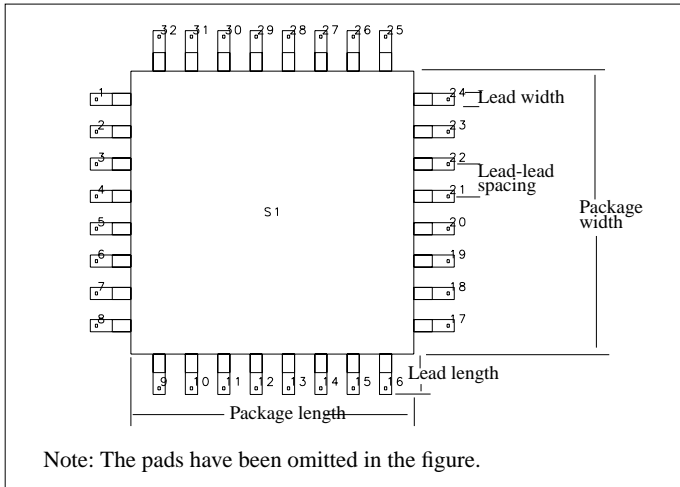 32 31 30 29 28 27 26 25
1 24 Lead width
2 23
3 22
Lead-lead
spacing
4 21
S1
Package
width
5 20
6 19
7 18
8 17
9 10 11 12 13 14 15 16
Lead length
Package length
Note: The pads have been omitted in the figure.